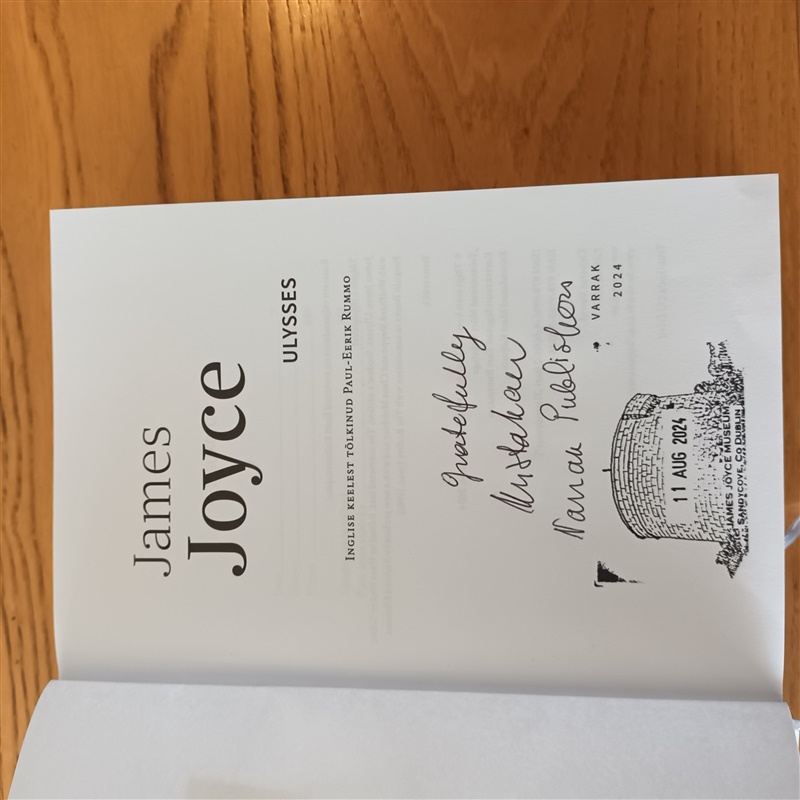 James
Joyce
ULYSSES
INGLISE KEELEST TÕLKINUD PAUL-EERIK RUMMO
gratefully
Varrak Publishers
VARRAK
2024
11 AUG 2024
JAMES JOYCE MUSEUM
SANDYCOVE, CO DUBLIN